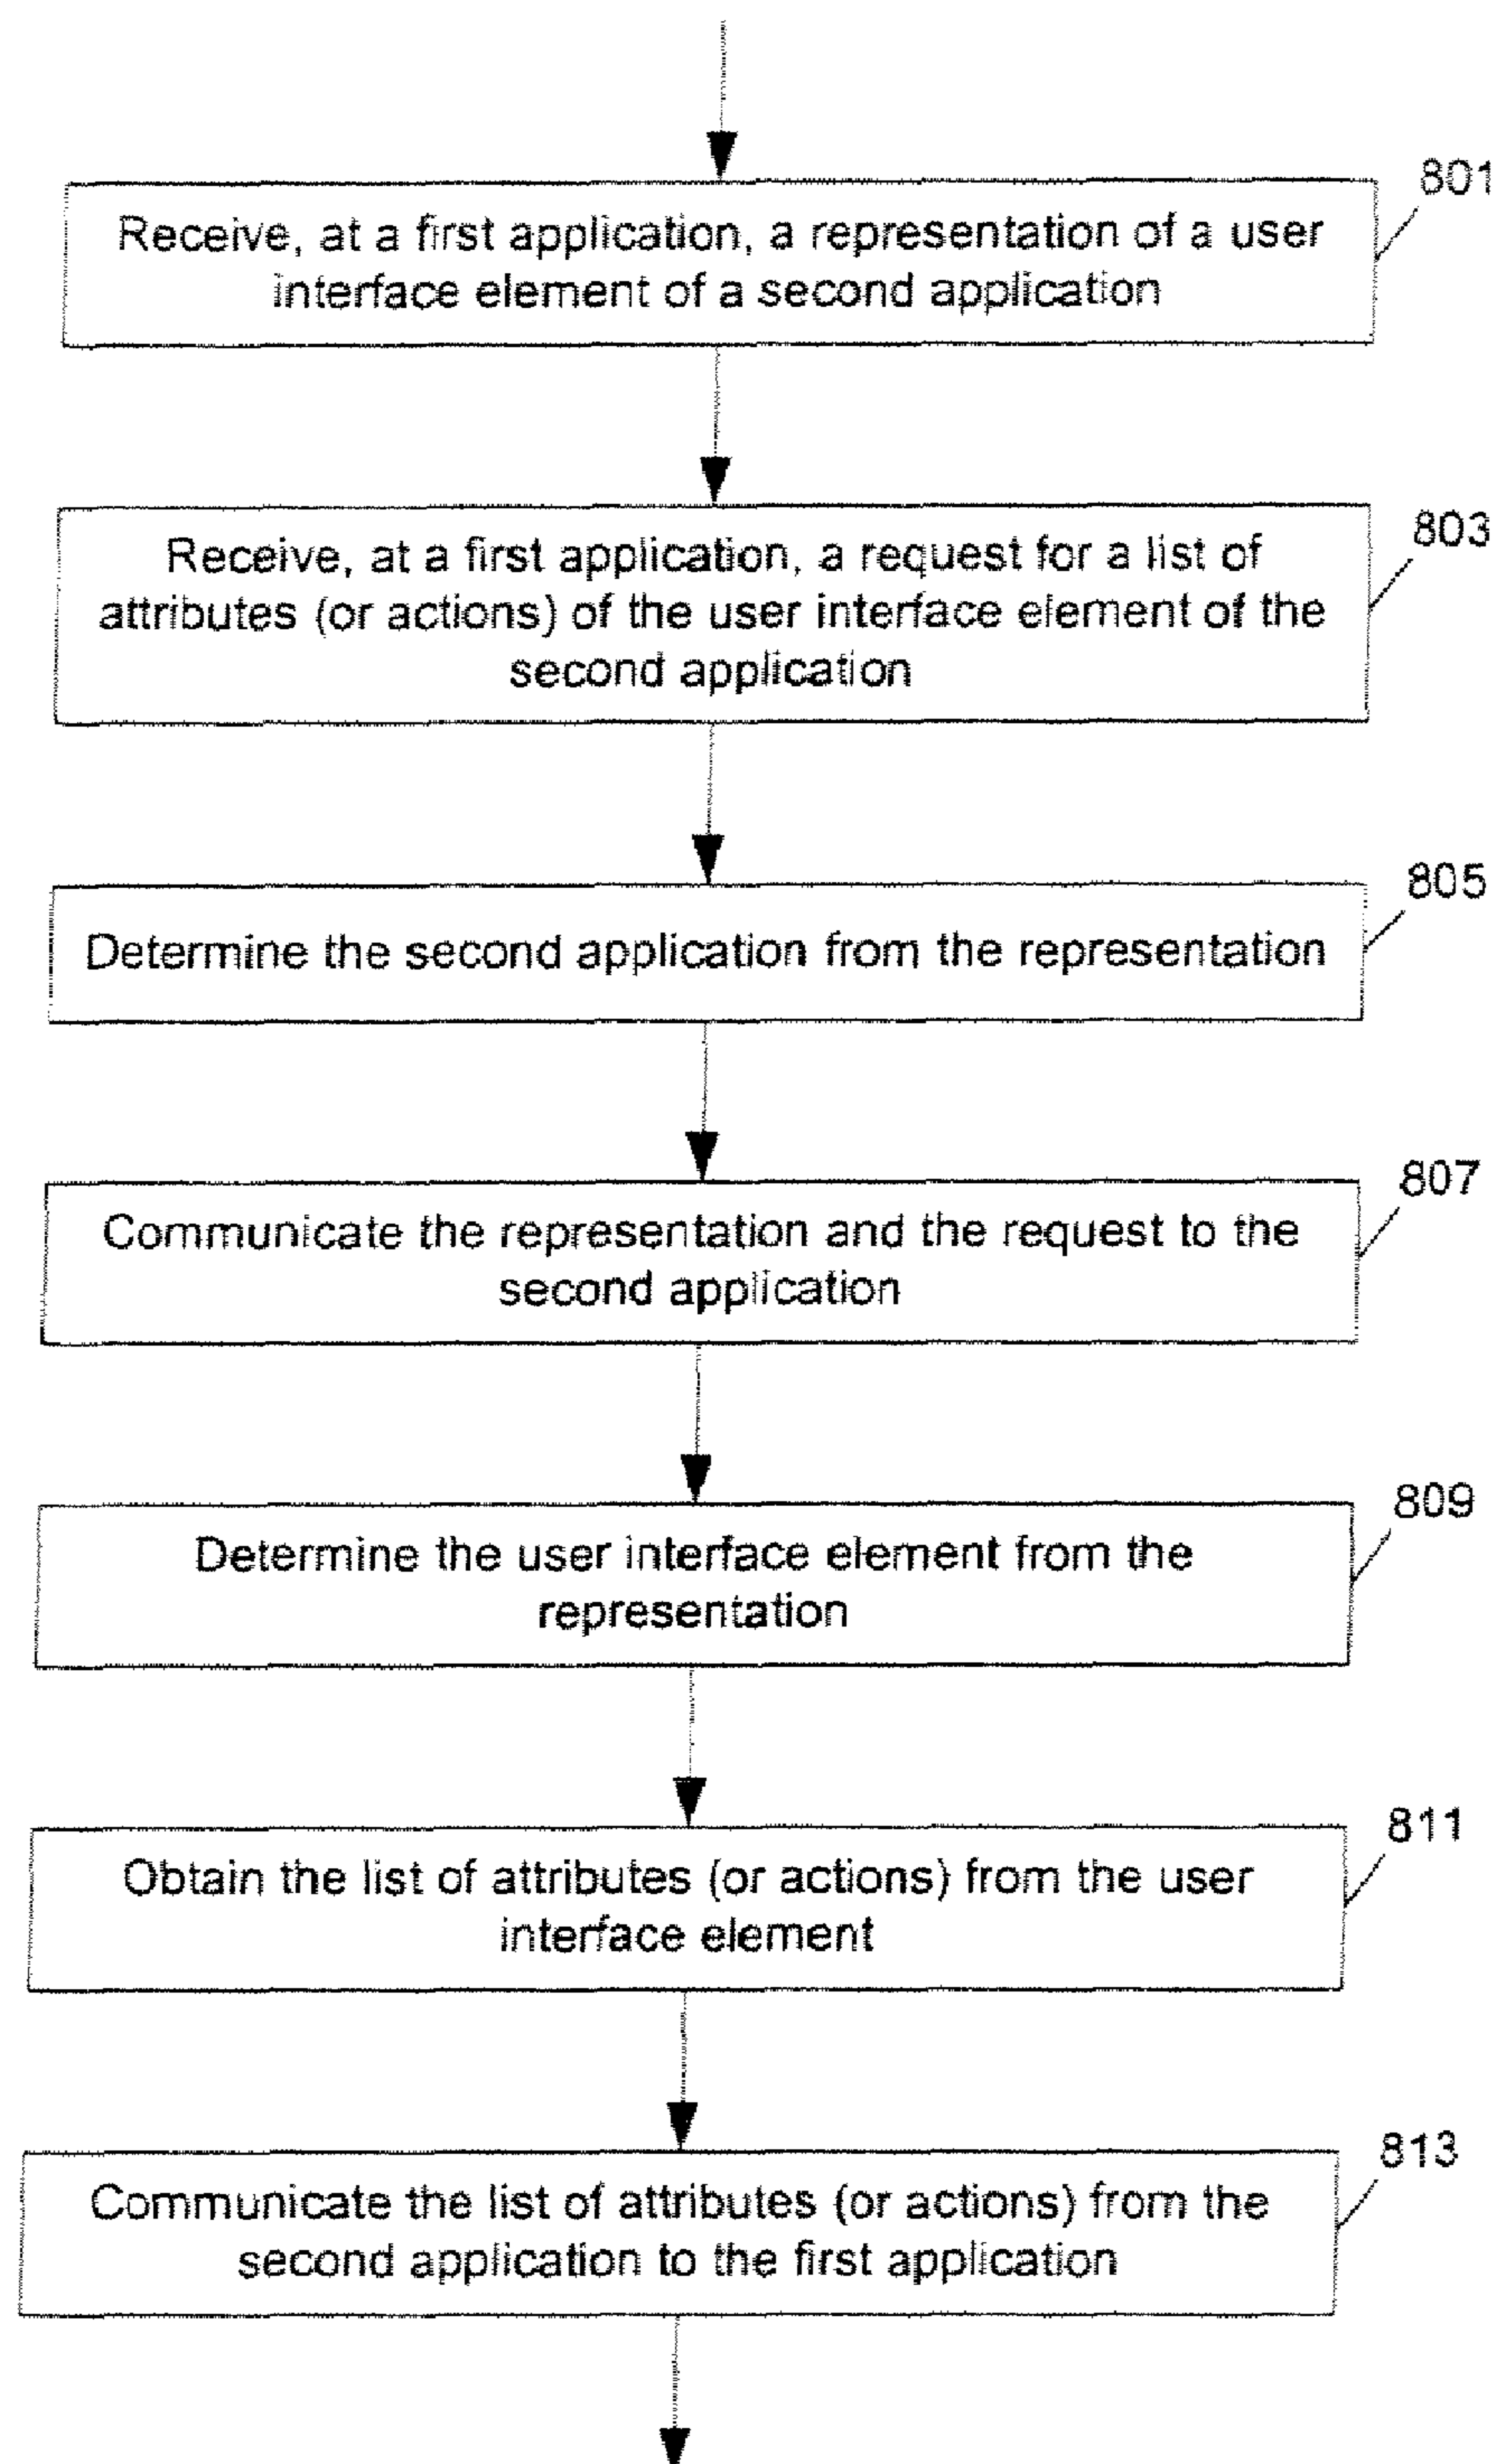 801
Receive, at a first application, a representation of a user
interface element of a second application
803
Receive, at a first application, a request for a list of
attributes (or actions) of the user interface element of the
second application
805
Determine the second application from the representation
807
Communicate the representation and the request to the
second application
809
Determine the user interface element from the
representation
811
Obtain the list of attributes (or actions) from the user
interface element
813
Communicate the list of attributes (or actions) from the
second application to the first application